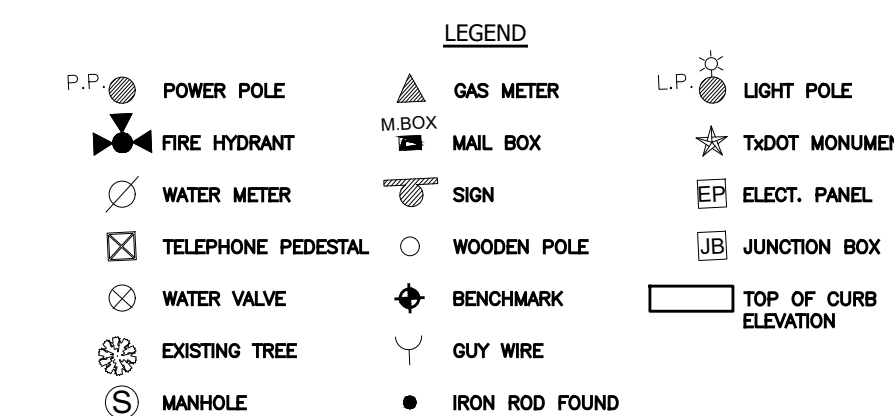 LEGEND
P.P. POWER POLE
GAS METER
L.P. LIGHT POLE
FIRE HYDRANT
M.BOX
MAIL BOX
TxDOT MONUMEN
WATER METER
SIGN
EP ELECT. PANEL
TELEPHONE PEDESTAL
WOODEN POLE
JB JUNCTION BOX
WATER VALVE
BENCHMARK
TOP OF CURB
ELEVATION
EXISTING TREE
GUY WIRE
S MANHOLE
IRON ROD FOUND